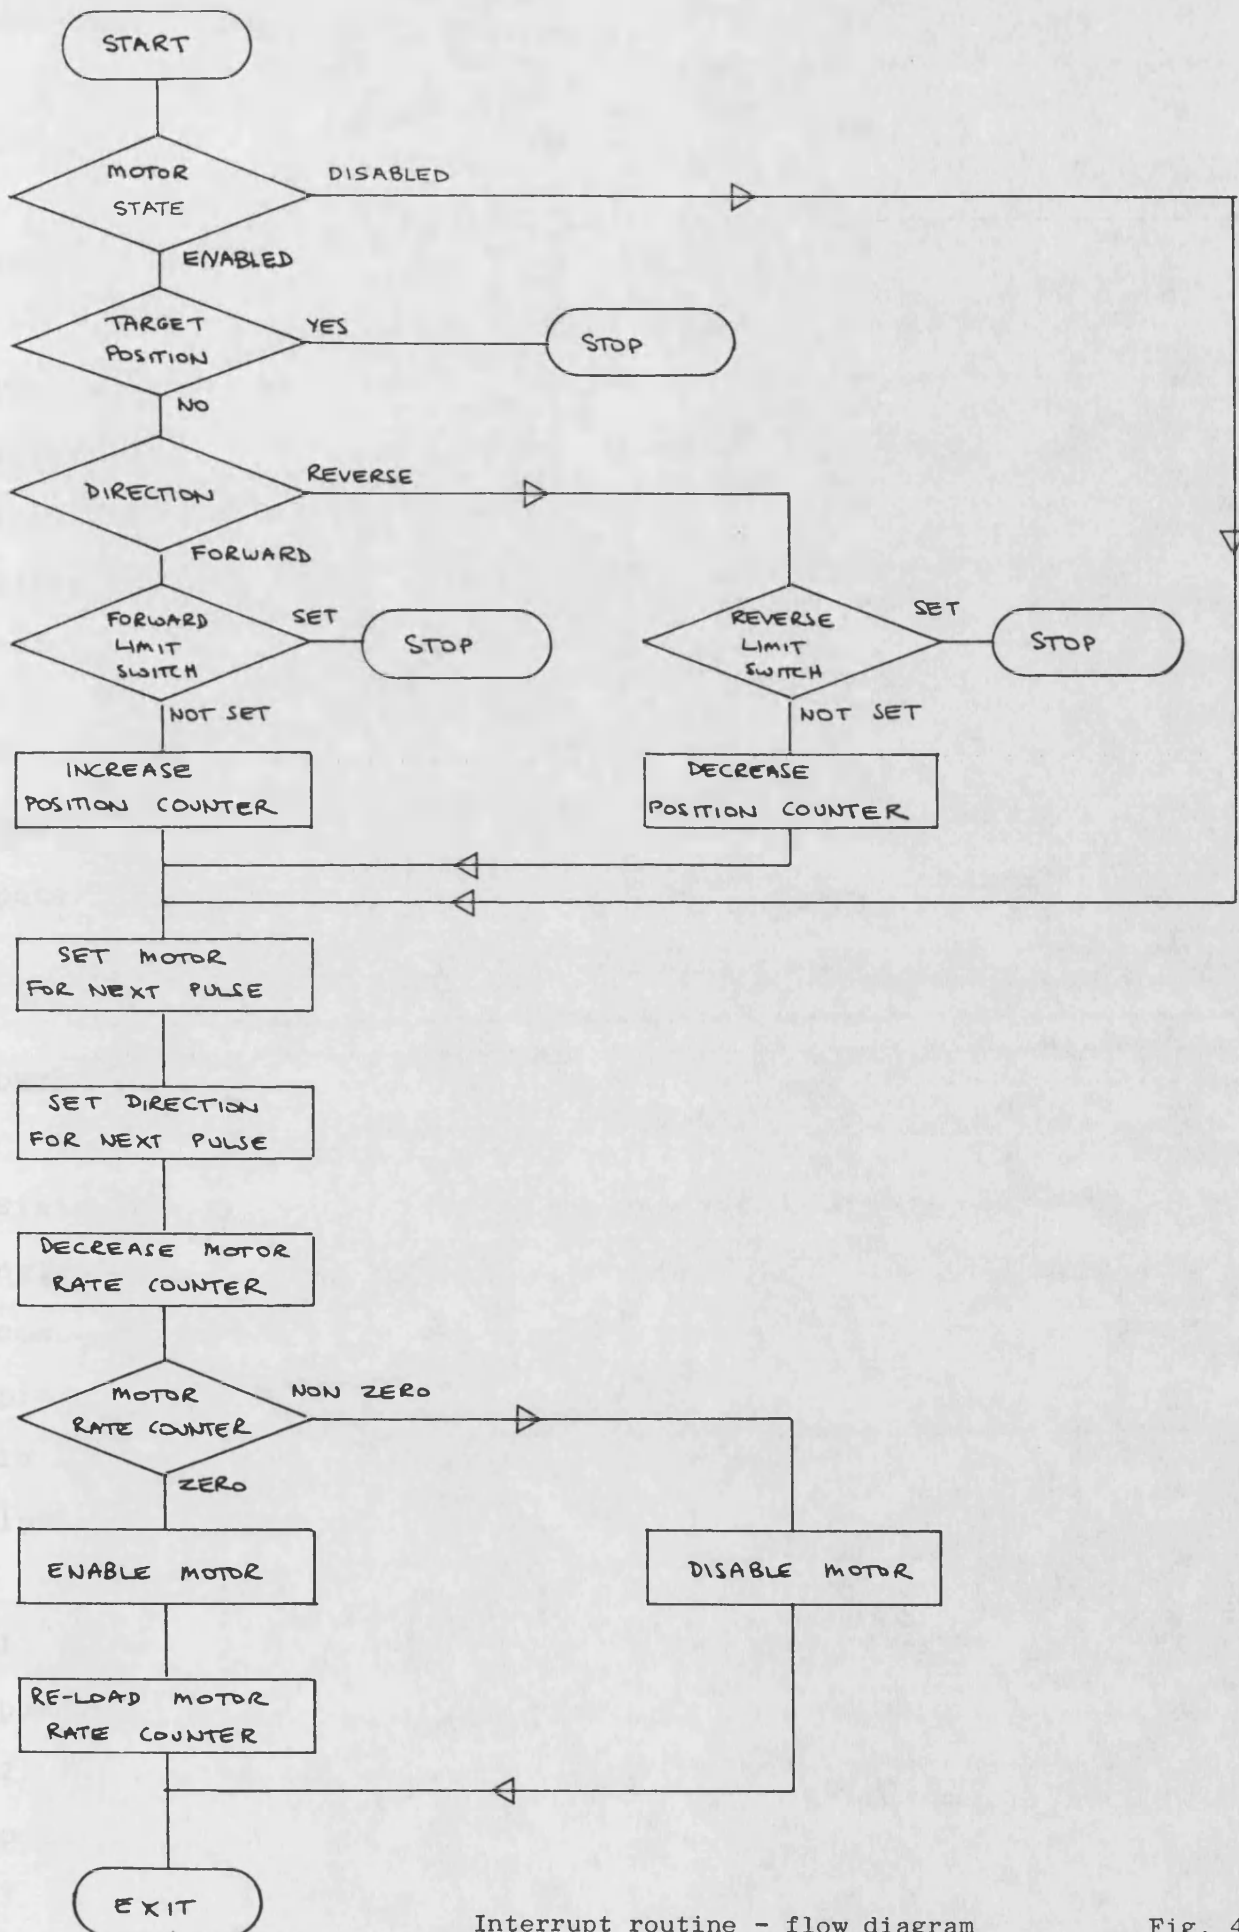 START
MOTOR
STATE
DISABLED
ENABLED
TARGET
POSITION
YES
STOP
NO
DIRECTION
REVERSE
FORWARD
FORWARD
LIMIT
SWITCH
SET
STOP
REVERSE
LIMIT
SWITCH
SET
STOP
NOT SET
NOT SET
INCREASE
POSITION COUNTER
DECREASE
POSITION COUNTER
SET MOTOR
FOR NEXT PULSE
SET DIRECTION
FOR NEXT PULSE
DECREASE MOTOR
RATE COUNTER
MOTOR
RATE COUNTER
NON ZERO
ZERO
ENABLE MOTOR
DISABLE MOTOR
RE-LOAD MOTOR
RATE COUNTER
EXIT
Interrupt routine - flow diagram
Fig. 4